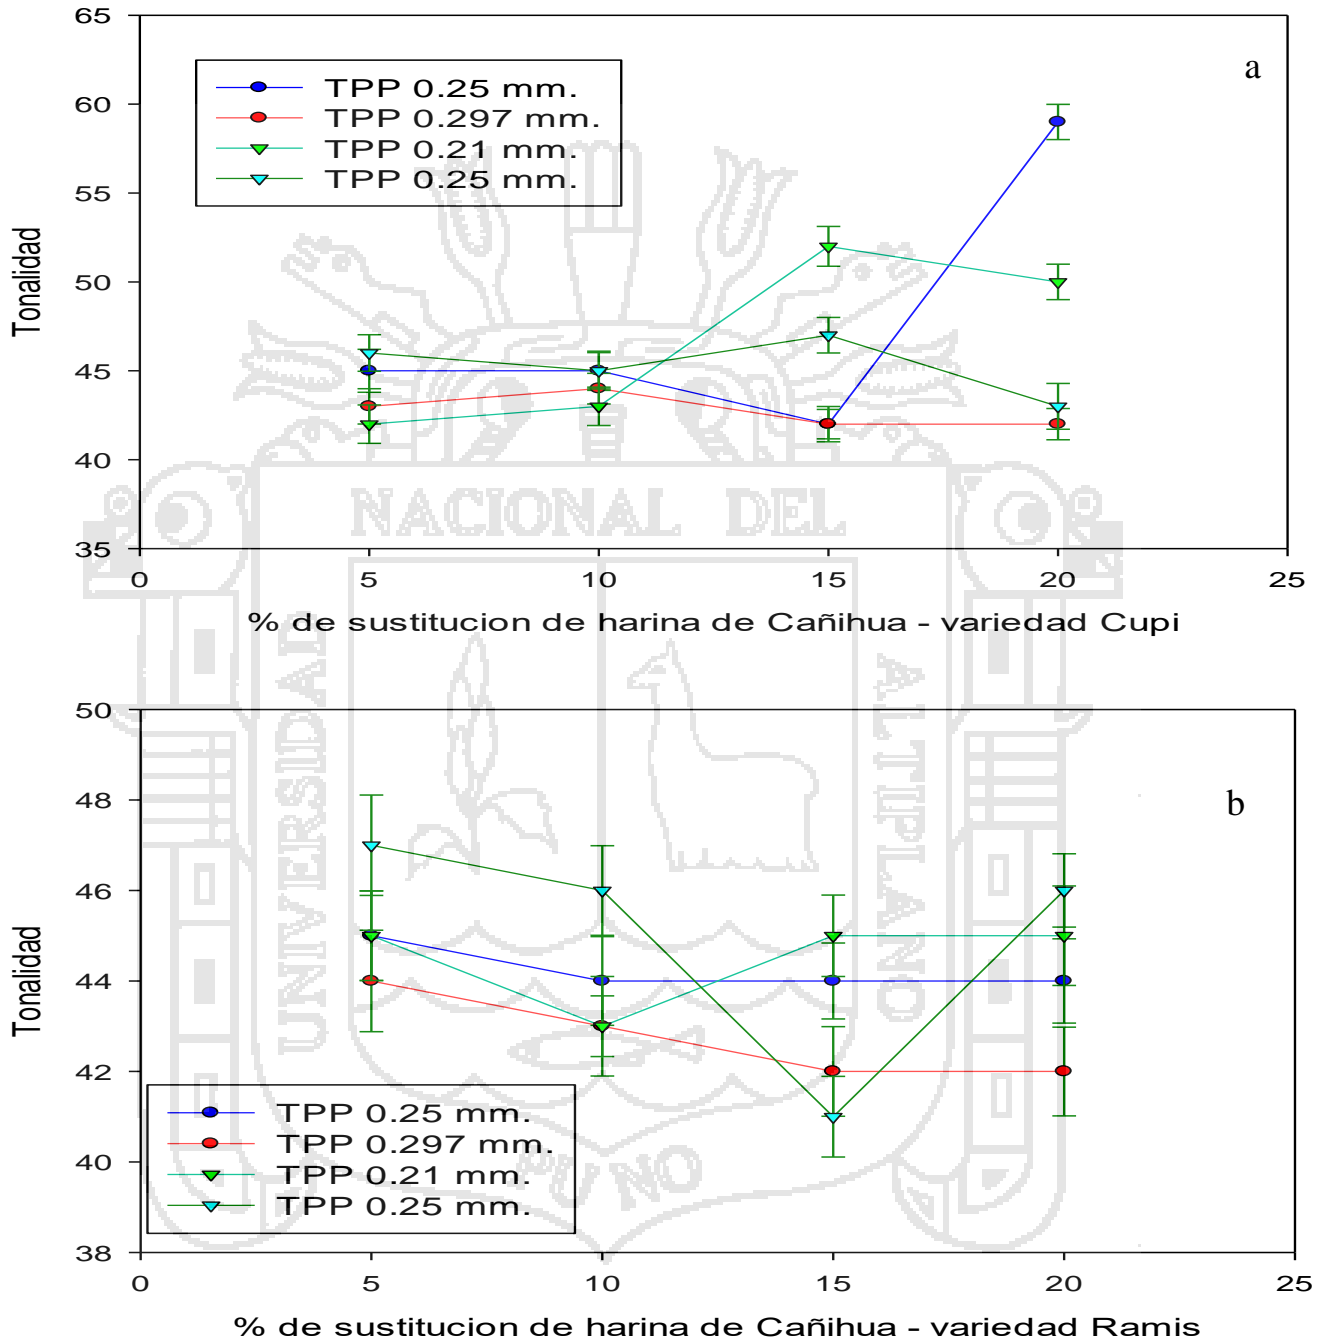 65
a
TPP 0.25 mm.
TPP 0.297 mm.
TPP 0.21 mm.
TPP 0.25 mm.
60
55
50
45
40
35
Tonalidad
NACIONAL DEL
0 5 10 15 20 25
% de sustitucion de harina de Cañihua - variedad Cupi
UNIVERSIDAD
ALTIPLANO
50
b
48
46
44
42
40
38
Tonalidad
TPP 0.25 mm.
TPP 0.297 mm.
TPP 0.21 mm.
TPP 0.25 mm.
PUNO
0 5 10 15 20 25
% de sustitucion de harina de Cañihua - variedad Ramis